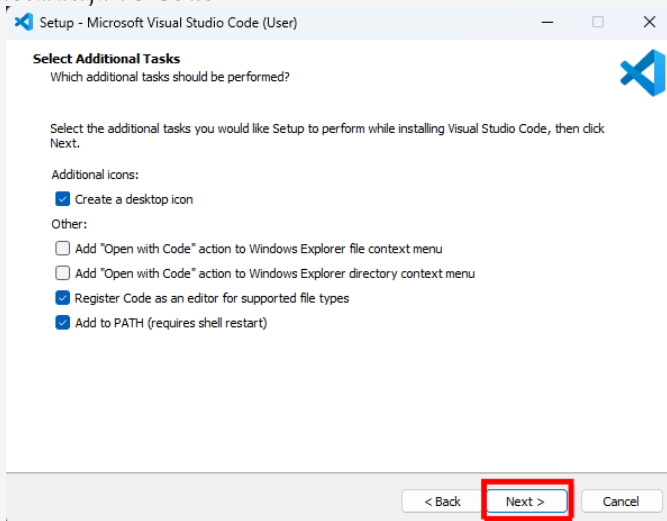 Setup - Microsoft Visual Studio Code (User)
Select Additional Tasks
Which additional tasks should be performed?
Select the additional tasks you would like Setup to perform while installing Visual Studio Code, then click
Next.
Additional icons:
Create a desktop icon
Other:
Add "Open with Code" action to Windows Explorer file context menu
Add "Open with Code" action to Windows Explorer directory context menu
Register Code as an editor for supported file types
Add to PATH (requires shell restart)
< Back
Next >
Cancel